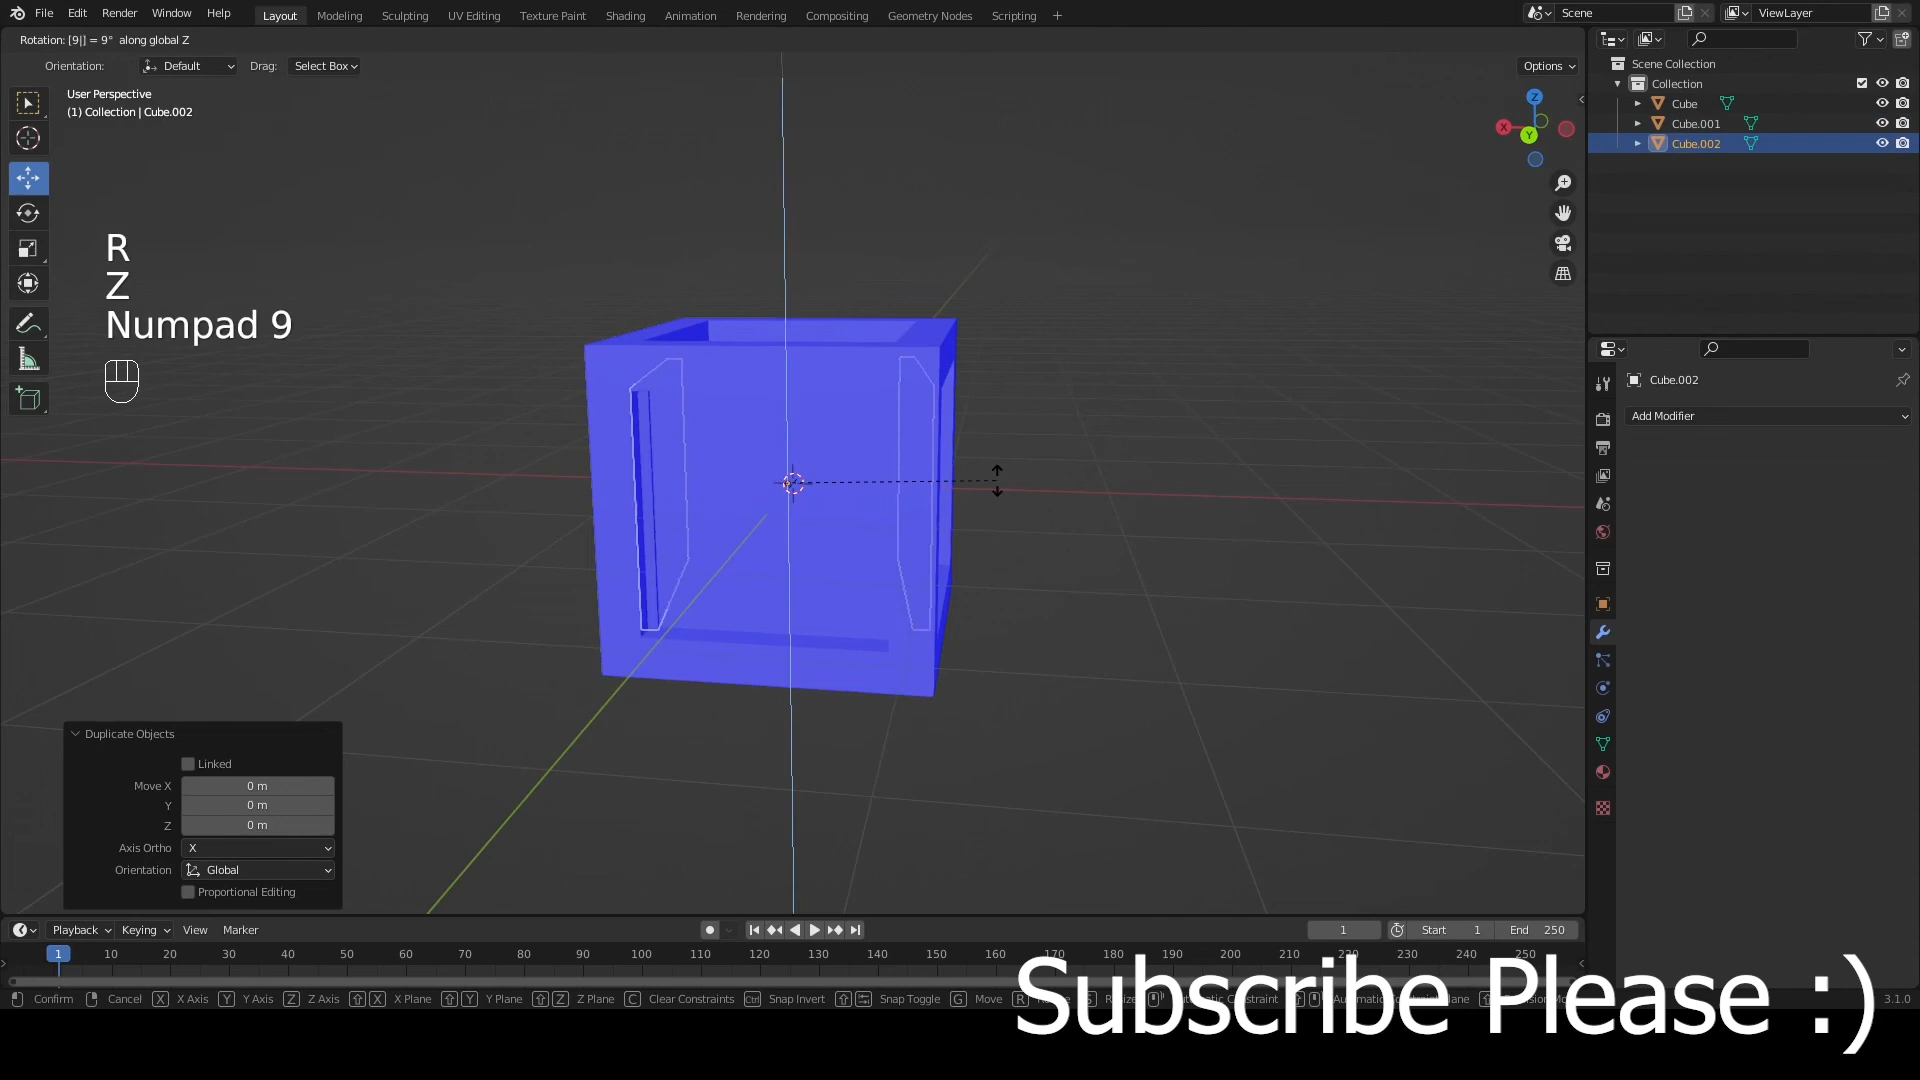 File Edit Render Window Help Layout Modeling Sculpting UV Editing Texture Paint Shading Animation Rendering Compositing Geometry Nodes Scripting + Scene ViewLayer
Rotation: [9|] = 9° along global Z
Orientation: Default Drag: Select Box Options
User Perspective
(1) Collection | Cube.002
Scene Collection
Collection
Cube
Cube.001
Cube.002
Z
X
Y
R
Z
Numpad 9
Cube.002
Add Modifier
Duplicate Objects
Linked
Move X 0 m
Y 0 m
Z 0 m
Axis Ortho X
Orientation Global
Proportional Editing
Playback Keying View Marker 1 Start 1 End 250
1 10 20 30 40 50 60 70 80 90 100 110 120 130 140 150 160 170 180 190 200 210 220 230 240 250
Confirm Cancel X X Axis Y Y Axis Z Z Axis X X Plane Y Y Plane Z Z Plane C Clear Constraints Ctrl Snap Invert Snap Toggle G Move R 3.1.0
Subscribe Please :)